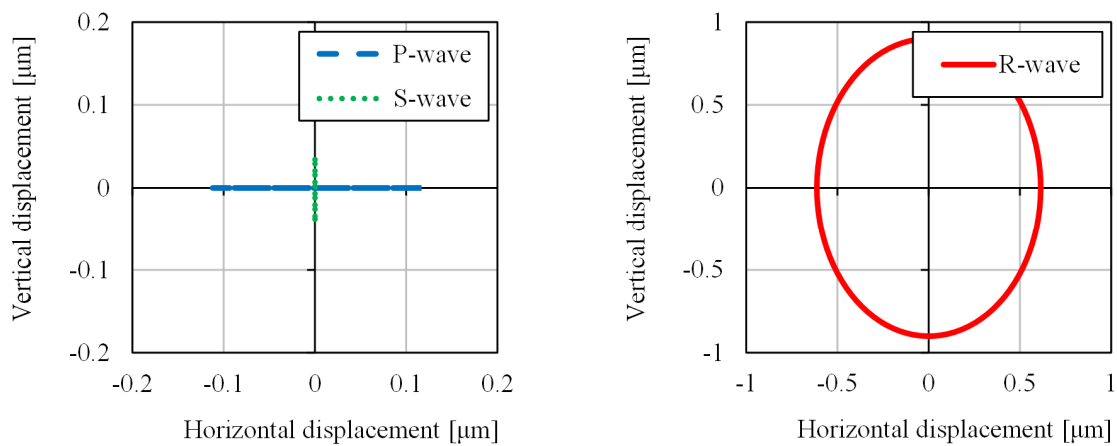 0.2
0.1
0
-0.1
-0.2
-0.2
-0.1
0
0.1
0.2
Vertical displacement [μm]
Horizontal displacement [μm]
P-wave
S-wave
1
0.5
0
-0.5
-1
-1
-0.5
0
0.5
1
Vertical displacement [μm]
Horizontal displacement [μm]
R-wave